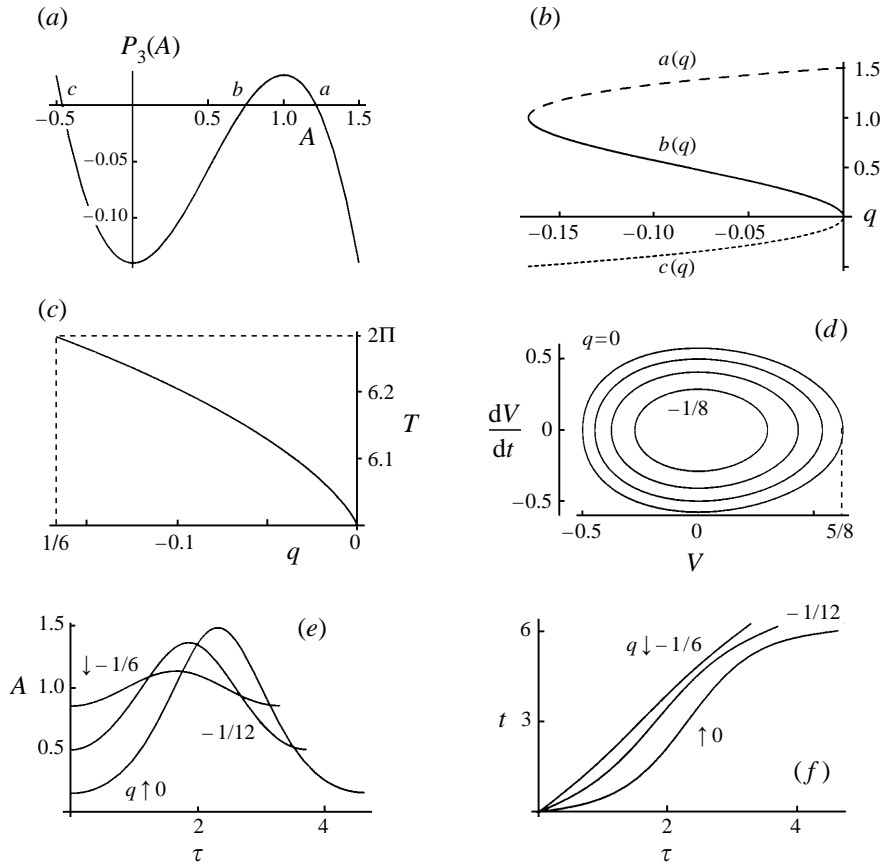 (a)
P3(A)
c
b
a
−0.5
0.5
1.0
A
1.5
−0.05
−0.10
(b)
a(q)
1.5
1.0
b(q)
0.5
−0.15
−0.10
−0.05
q
c(q)
(c)
2Π
6.2
T
6.1
1/6
−0.1
q
0
(d)
q=0
0.5
−1/8
dV
dt
0
−0.5
−0.5
0
5/8
V
(e)
1.5
↓ −1/6
A
1.0
−1/12
0.5
q ↑ 0
2
4
τ
−1/12
6
q ↓ −1/6
t
3
↑ 0
(f)
2
4
τ